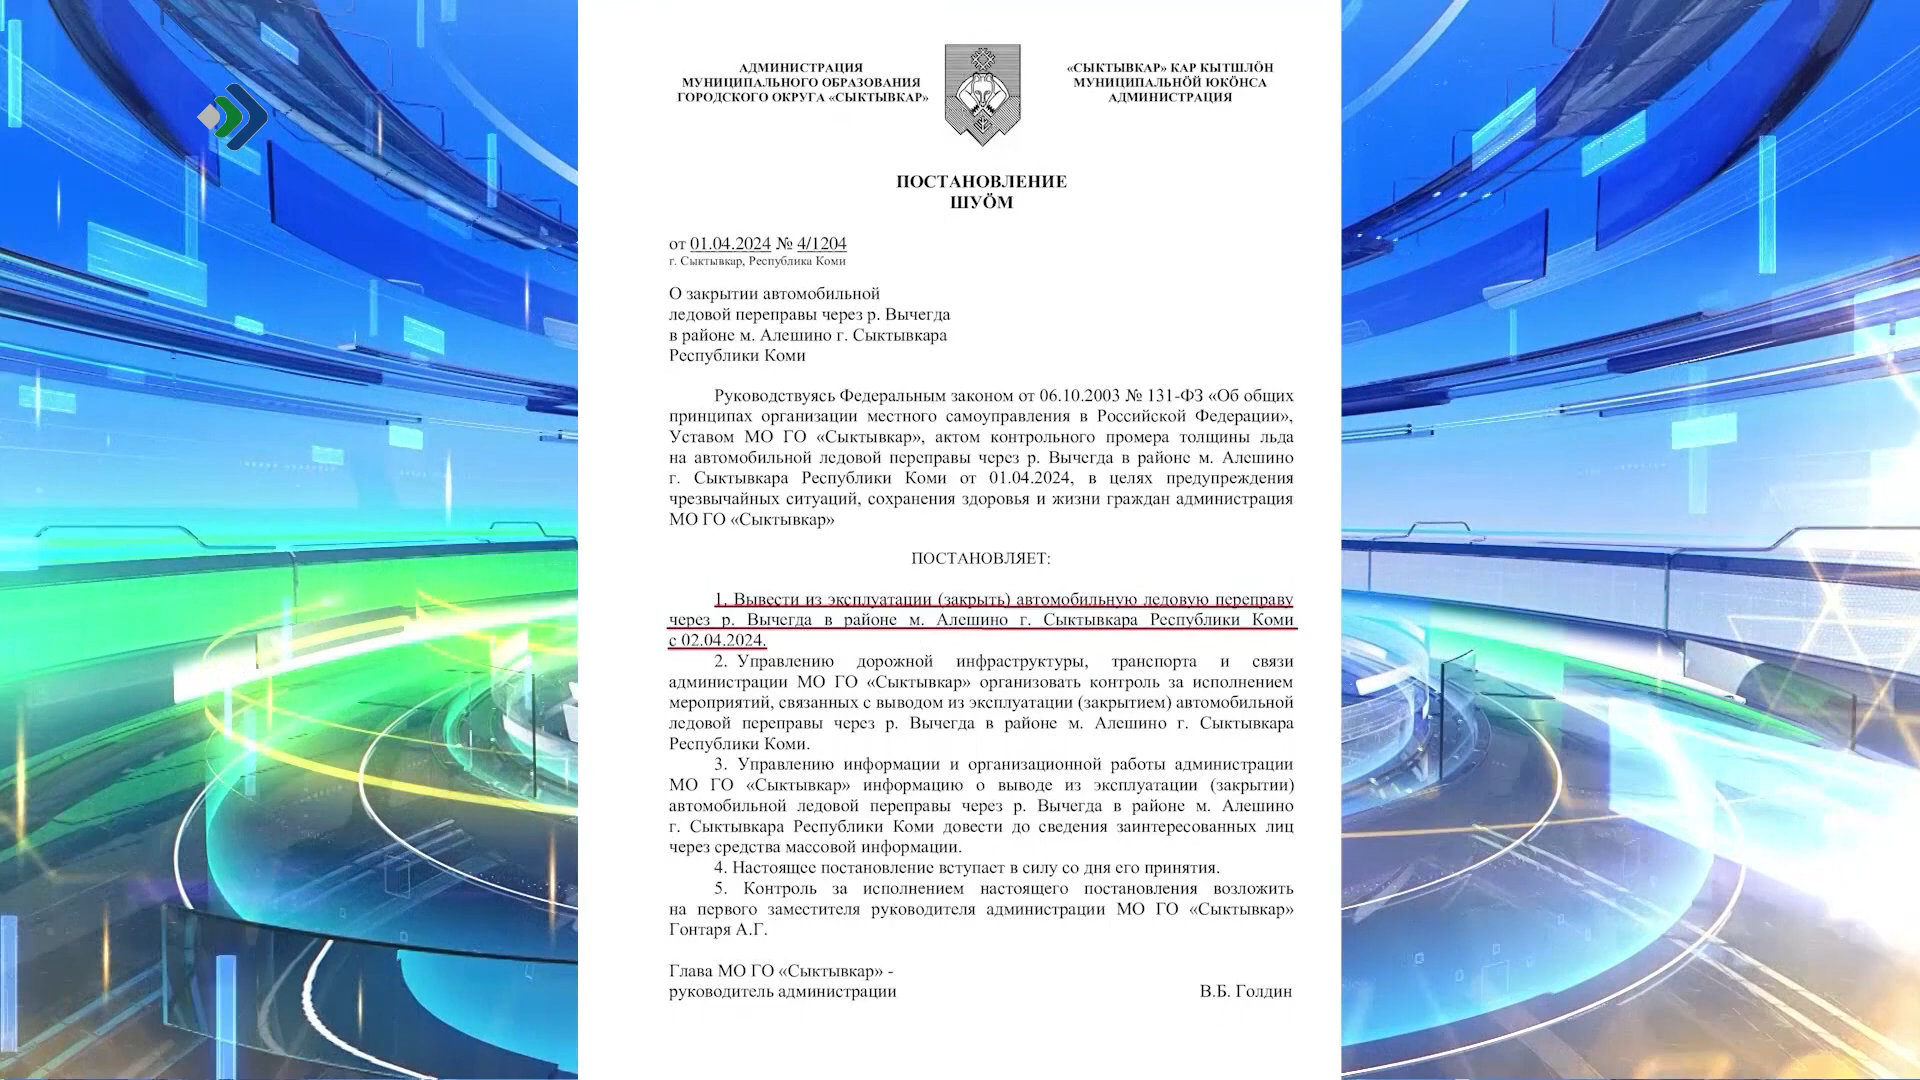 АДМИНИСТРАЦИЯ
МУНИЦИПАЛЬНОГО ОБРАЗОВАНИЯ
ГОРОДСКОГО ОКРУГА «СЫКТЫВКАР»
«СЫКТЫВКАР» КАР КЫТШЛӦН
МУНИЦИПАЛЬНӦЙ ЮКӦНСА
АДМИНИСТРАЦИЯ
ПОСТАНОВЛЕНИЕ
ШУӦМ
от 01.04.2024 № 4/1204
г. Сыктывкар, Республика Коми
О закрытии автомобильной
ледовой переправы через р. Вычегда
в районе м. Алешино г. Сыктывкара
Республики Коми
Руководствуясь Федеральным законом от 06.10.2003 № 131-ФЗ «Об общих
принципах организации местного самоуправления в Российской Федерации»,
Уставом МО ГО «Сыктывкар», актом контрольного промера толщины льда
на автомобильной ледовой переправы через р. Вычегда в районе м. Алешино
г. Сыктывкара Республики Коми от 01.04.2024, в целях предупреждения
чрезвычайных ситуаций, сохранения здоровья и жизни граждан администрация
МО ГО «Сыктывкар»
ПОСТАНОВЛЯЕТ:
1. Вывести из эксплуатации (закрыть) автомобильную ледовую переправу
через р. Вычегда в районе м. Алешино г. Сыктывкара Республики Коми
с 02.04.2024.
2. Управлению дорожной инфраструктуры, транспорта и связи
администрации МО ГО «Сыктывкар» организовать контроль за исполнением
мероприятий, связанных с выводом из эксплуатации (закрытием) автомобильной
ледовой переправы через р. Вычегда в районе м. Алешино г. Сыктывкара
Республики Коми.
3. Управлению информации и организационной работы администрации
МО ГО «Сыктывкар» информацию о выводе из эксплуатации (закрытии)
автомобильной ледовой переправы через р. Вычегда в районе м. Алешино
г. Сыктывкара Республики Коми довести до сведения заинтересованных лиц
через средства массовой информации.
4. Настоящее постановление вступает в силу со дня его принятия.
5. Контроль за исполнением настоящего постановления возложить
на первого заместителя руководителя администрации МО ГО «Сыктывкар»
Гонтаря А.Г.
Глава МО ГО «Сыктывкар» -
руководитель администрации В.Б. Голдин